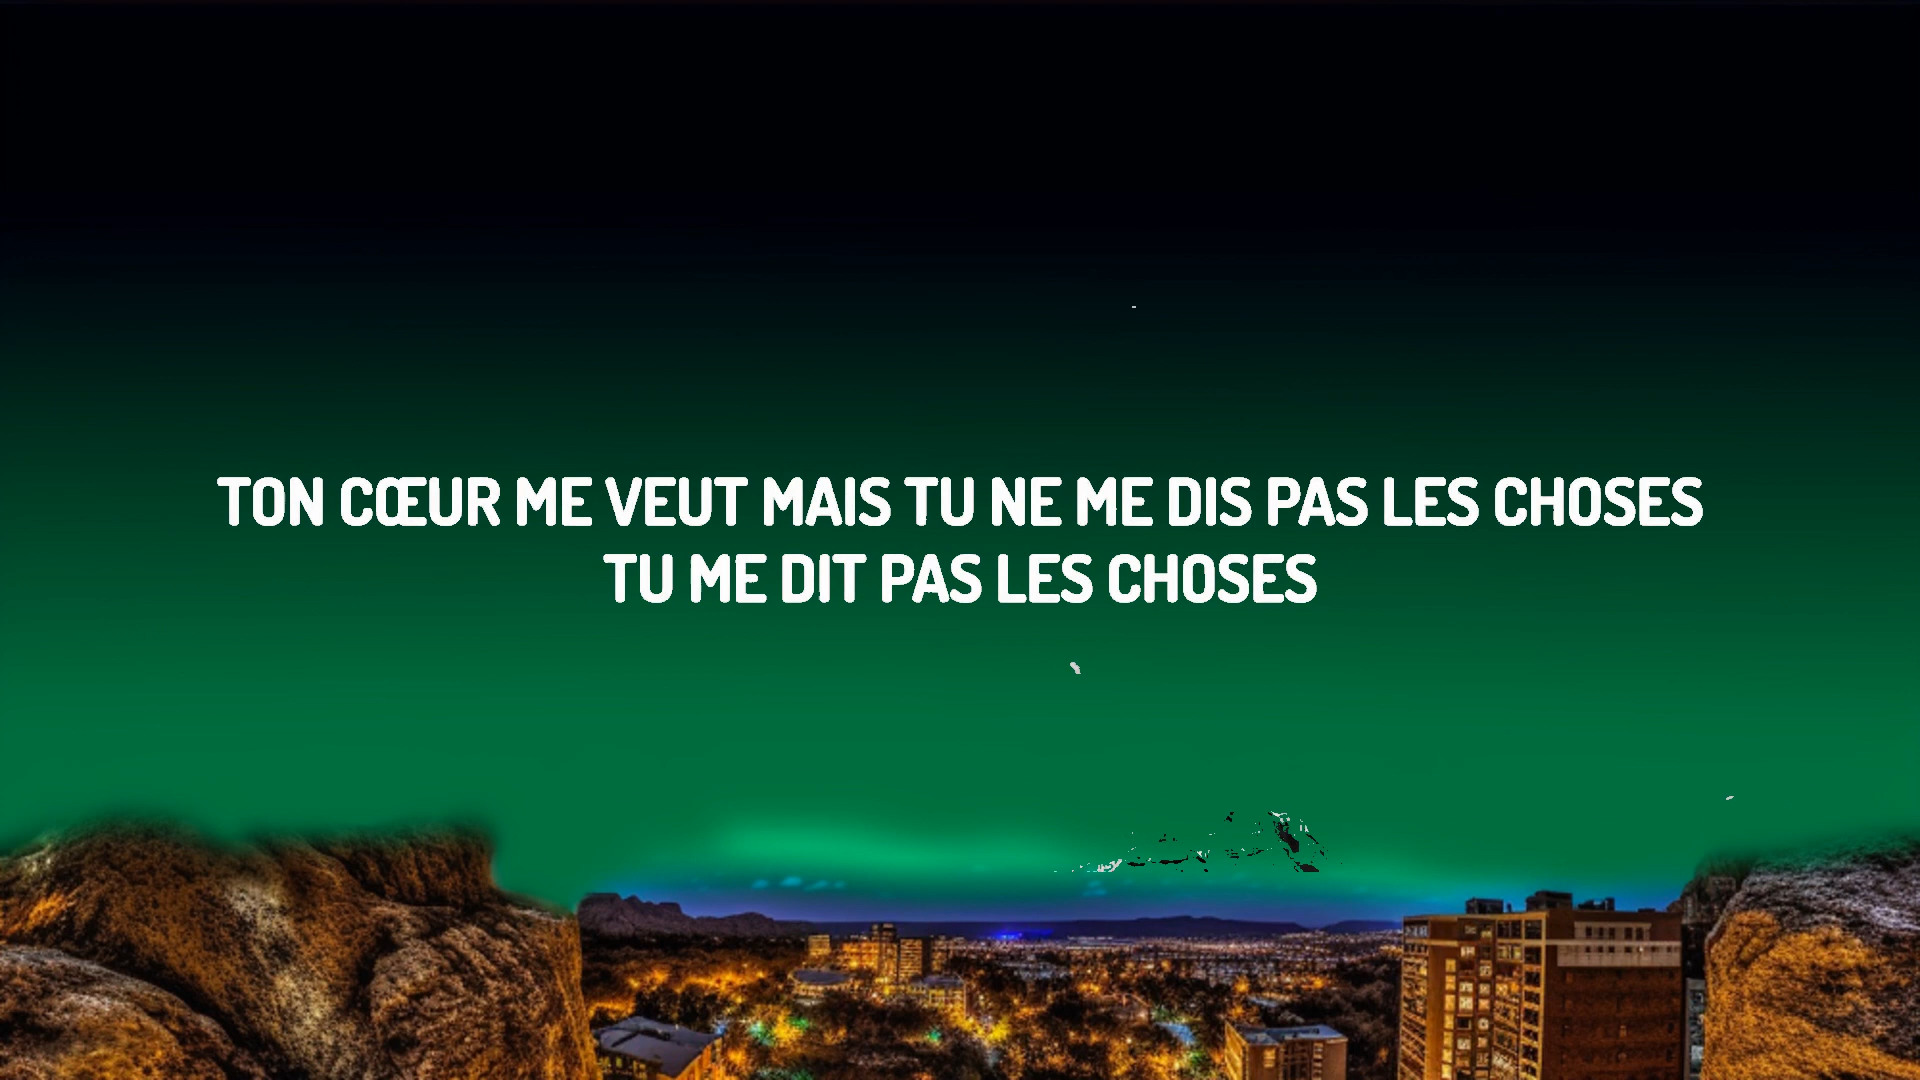 TON CŒUR ME VEUT MAIS TU NE ME DIS PAS LES CHOSES
TU ME DIT PAS LES CHOSES